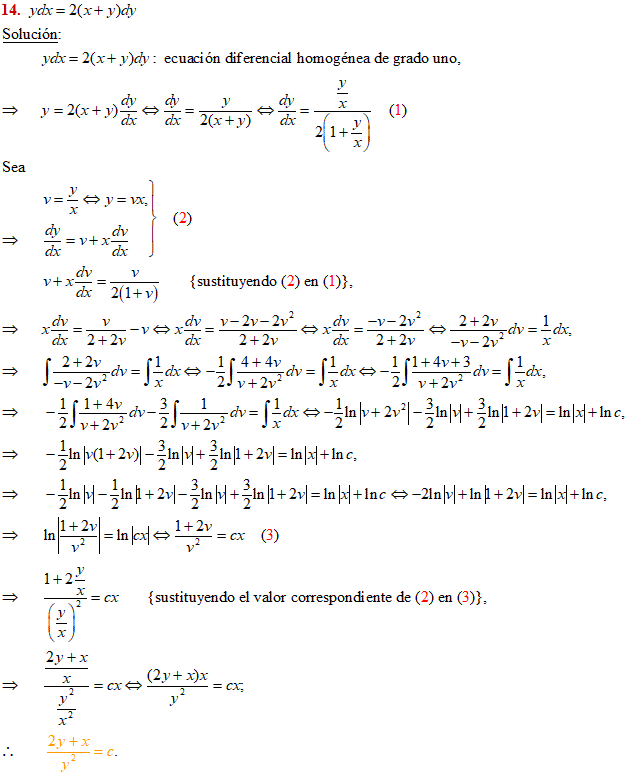 14. ydx = 2(x + y)dy
Solución:
ydx = 2(x + y)dy : ecuación diferencial homogénea de grado uno,
⇒ y = 2(x + y) dy/dx ⇔ dy/dx = y/(2(x + y)) ⇔ dy/dx = (y/x)/(2(1 + y/x)) (1)
Sea
v = y/x ⇔ y = vx,
⇒ dy/dx = v + x dv/dx } (2)
v + x dv/dx = v/(2(1 + v)) {sustituyendo (2) en (1)},
⇒ x dv/dx = v/(2 + 2v) − v ⇔ x dv/dx = (v − 2v − 2v²)/(2 + 2v) ⇔ x dv/dx = (−v − 2v²)/(2 + 2v) ⇔ (2 + 2v)/(−v − 2v²) dv = 1/x dx,
⇒ ∫ (2 + 2v)/(−v − 2v²) dv = ∫ 1/x dx ⇔ −1/2 ∫ (4 + 4v)/(v + 2v²) dv = ∫ 1/x dx ⇔ −1/2 ∫ (1 + 4v + 3)/(v + 2v²) dv = ∫ 1/x dx,
⇒ −1/2 ∫ (1 + 4v)/(v + 2v²) dv − 3/2 ∫ 1/(v + 2v²) dv = ∫ 1/x dx ⇔ −1/2 ln|v + 2v²| − 3/2 ln|v| + 3/2 ln|1 + 2v| = ln|x| + ln c,
⇒ −1/2 ln|v(1 + 2v)| − 3/2 ln|v| + 3/2 ln|1 + 2v| = ln|x| + ln c,
⇒ −1/2 ln|v| − 1/2 ln|1 + 2v| − 3/2 ln|v| + 3/2 ln|1 + 2v| = ln|x| + ln c ⇔ −2 ln|v| + ln|1 + 2v| = ln|x| + ln c,
⇒ ln|(1 + 2v)/v²| = ln|cx| ⇔ (1 + 2v)/v² = cx (3)
⇒ (1 + 2 y/x)/(y/x)² = cx {sustituyendo el valor correspondiente de (2) en (3)},
⇒ ((2y + x)/x)/(y²/x²) = cx ⇔ ((2y + x)x)/y² = cx;
∴ (2y + x)/y² = c.